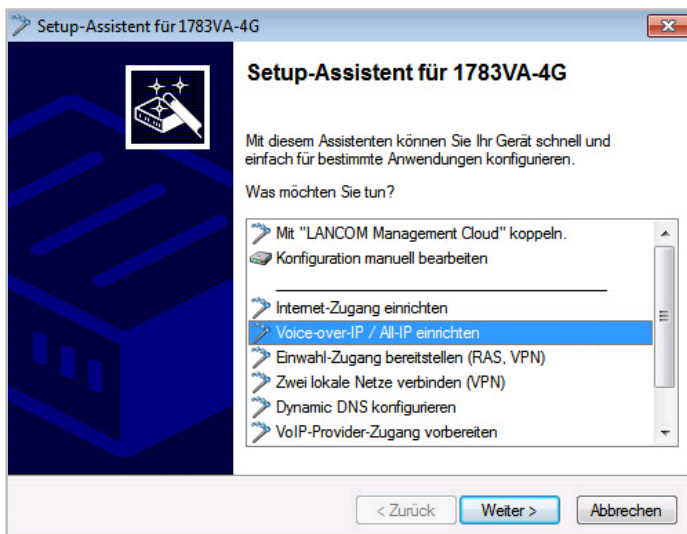 Setup-Assistent für 1783VA-4G
Setup-Assistent für 1783VA-4G
Mit diesem Assistenten können Sie Ihr Gerät schnell und
einfach für bestimmte Anwendungen konfigurieren.
Was möchten Sie tun?
Mit "LANCOM Management Cloud" koppeln.
Konfiguration manuell bearbeiten
Internet-Zugang einrichten
Voice-over-IP / All-IP einrichten
Einwahl-Zugang bereitstellen (RAS, VPN)
Zwei lokale Netze verbinden (VPN)
Dynamic DNS konfigurieren
VoIP-Provider-Zugang vorbereiten
< Zurück Weiter > Abbrechen